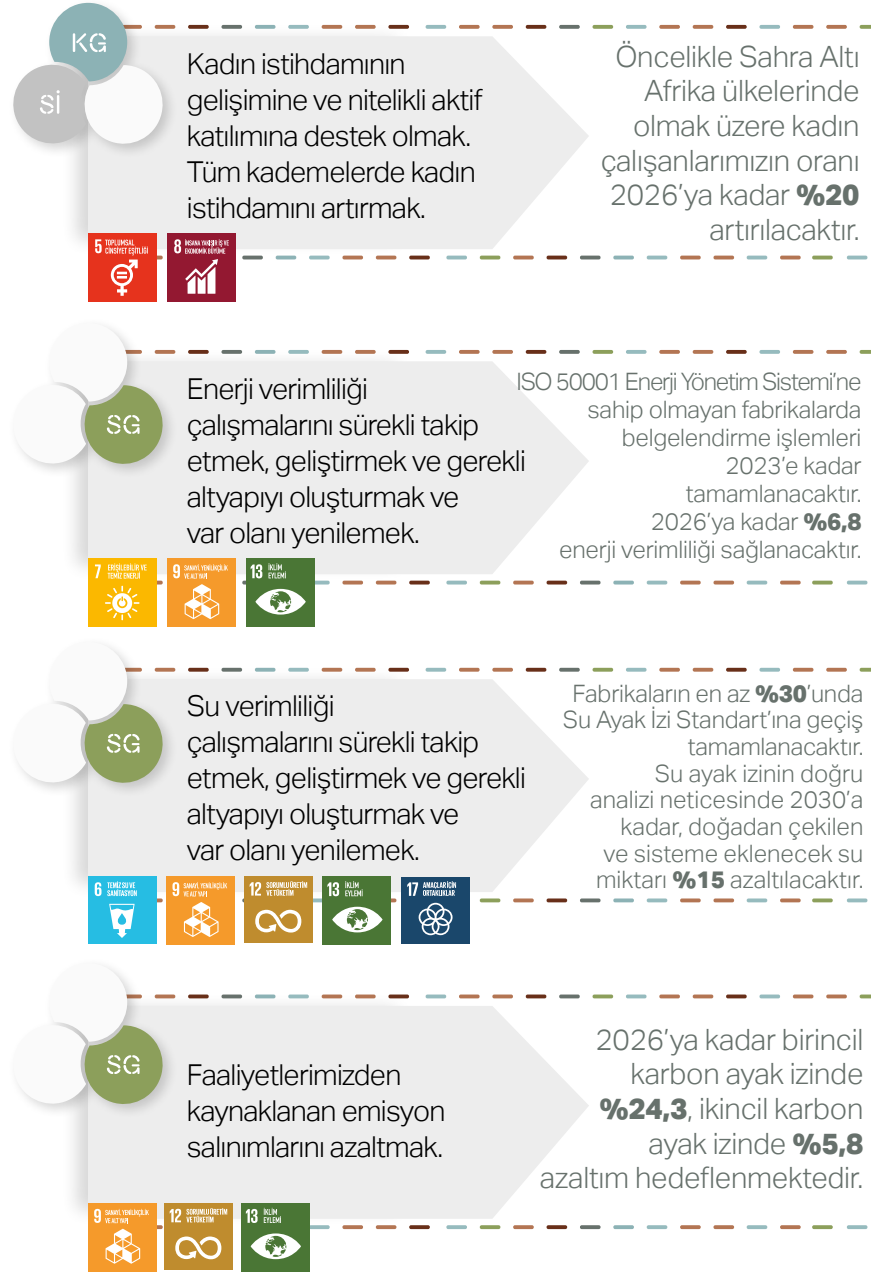 KG
Sİ
Kadın istihdamının
gelişimine ve nitelikli aktif
katılımına destek olmak.
Tüm kademelerde kadın
istihdamını artırmak.
Öncelikle Sahra Altı
Afrika ülkelerinde
olmak üzere kadın
çalışanlarımızın oranı
2026'ya kadar %20
artırılacaktır.
5 TOPLUMSAL
CİNSİYET EŞİTLİĞİ
8 İNSANA YAKIŞIR İŞ VE
EKONOMİK BÜYÜME
SG
Enerji verimliliği
çalışmalarını sürekli takip
etmek, geliştirmek ve gerekli
altyapıyı oluşturmak ve
var olanı yenilemek.
ISO 50001 Enerji Yönetim Sistemi'ne
sahip olmayan fabrikalarda
belgelendirme işlemleri
2023'e kadar
tamamlanacaktır.
2026'ya kadar %6,8
enerji verimliliği sağlanacaktır.
7 ERİŞİLEBİLİR VE
TEMİZ ENERJİ
9 SANAYİ, YENİLİKÇİLİK
VE ALT YAPI
13 İKLİM
EYLEMİ
SG
Su verimliliği
çalışmalarını sürekli takip
etmek, geliştirmek ve gerekli
altyapıyı oluşturmak ve
var olanı yenilemek.
Fabrikaların en az %30'unda
Su Ayak İzi Standart'ına geçiş
tamamlanacaktır.
Su ayak izinin doğru
analizi neticesinde 2030'a
kadar, doğadan çekilen
ve sisteme eklenecek su
miktarı %15 azaltılacaktır.
6 TEMİZ SU VE
SANİTASYON
9 SANAYİ, YENİLİKÇİLİK
VE ALT YAPI
12 SORUMLU ÜRETİM
VE TÜKETİM
13 İKLİM
EYLEMİ
17 AMAÇLAR İÇİN
ORTAKLIKLAR
SG
Faaliyetlerimizden
kaynaklanan emisyon
salınımlarını azaltmak.
2026'ya kadar birincil
karbon ayak izinde
%24,3, ikincil karbon
ayak izinde %5,8
azaltım hedeflenmektedir.
9 SANAYİ, YENİLİKÇİLİK
VE ALT YAPI
12 SORUMLU ÜRETİM
VE TÜKETİM
13 İKLİM
EYLEMİ